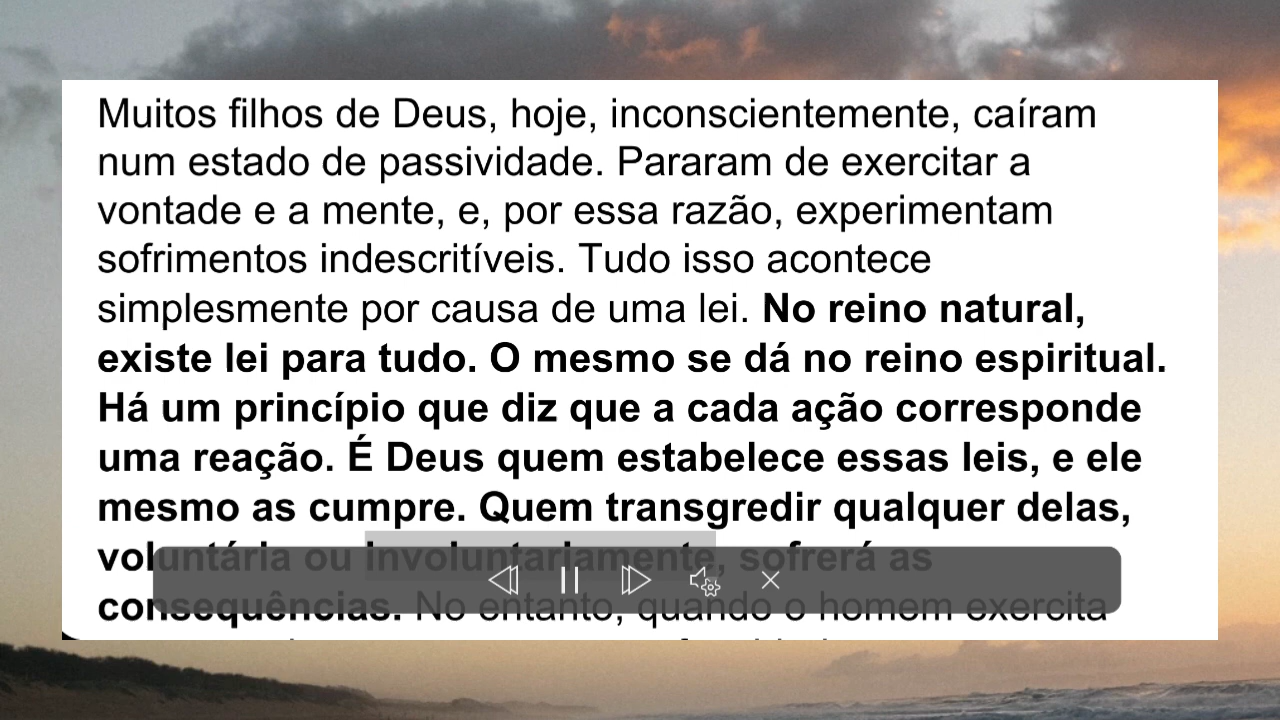 Muitos filhos de Deus, hoje, inconscientemente, caíram
num estado de passividade. Pararam de exercitar a
vontade e a mente, e, por essa razão, experimentam
sofrimentos indescritíveis. Tudo isso acontece
simplesmente por causa de uma lei. No reino natural,
existe lei para tudo. O mesmo se dá no reino espiritual.
Há um princípio que diz que a cada ação corresponde
uma reação. É Deus quem estabelece essas leis, e ele
mesmo as cumpre. Quem transgredir qualquer delas,
voluntária ou involuntariamente, sofrerá as
consequências. No entanto, quando o homem exercita